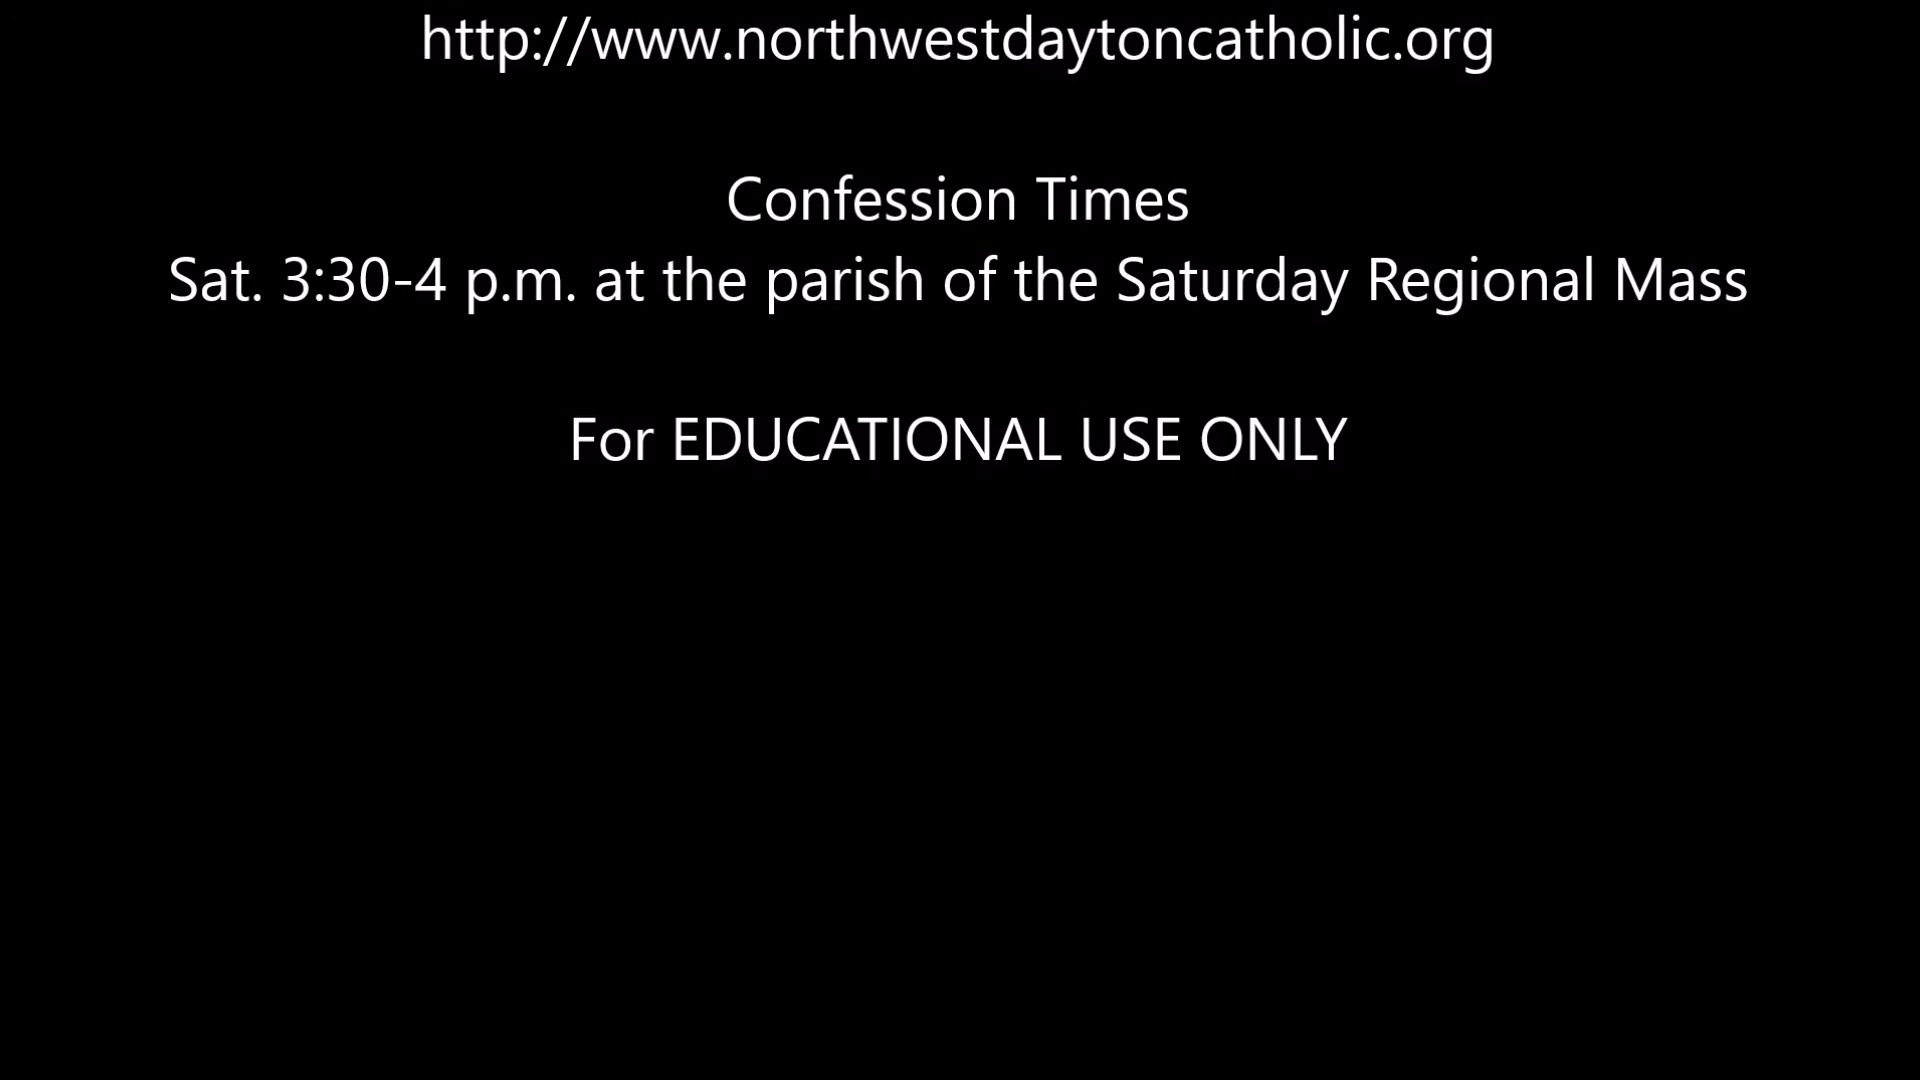 http://www.northwestdaytoncatholic.org
Confession Times
Sat. 3:30-4 p.m. at the parish of the Saturday Regional Mass
For EDUCATIONAL USE ONLY